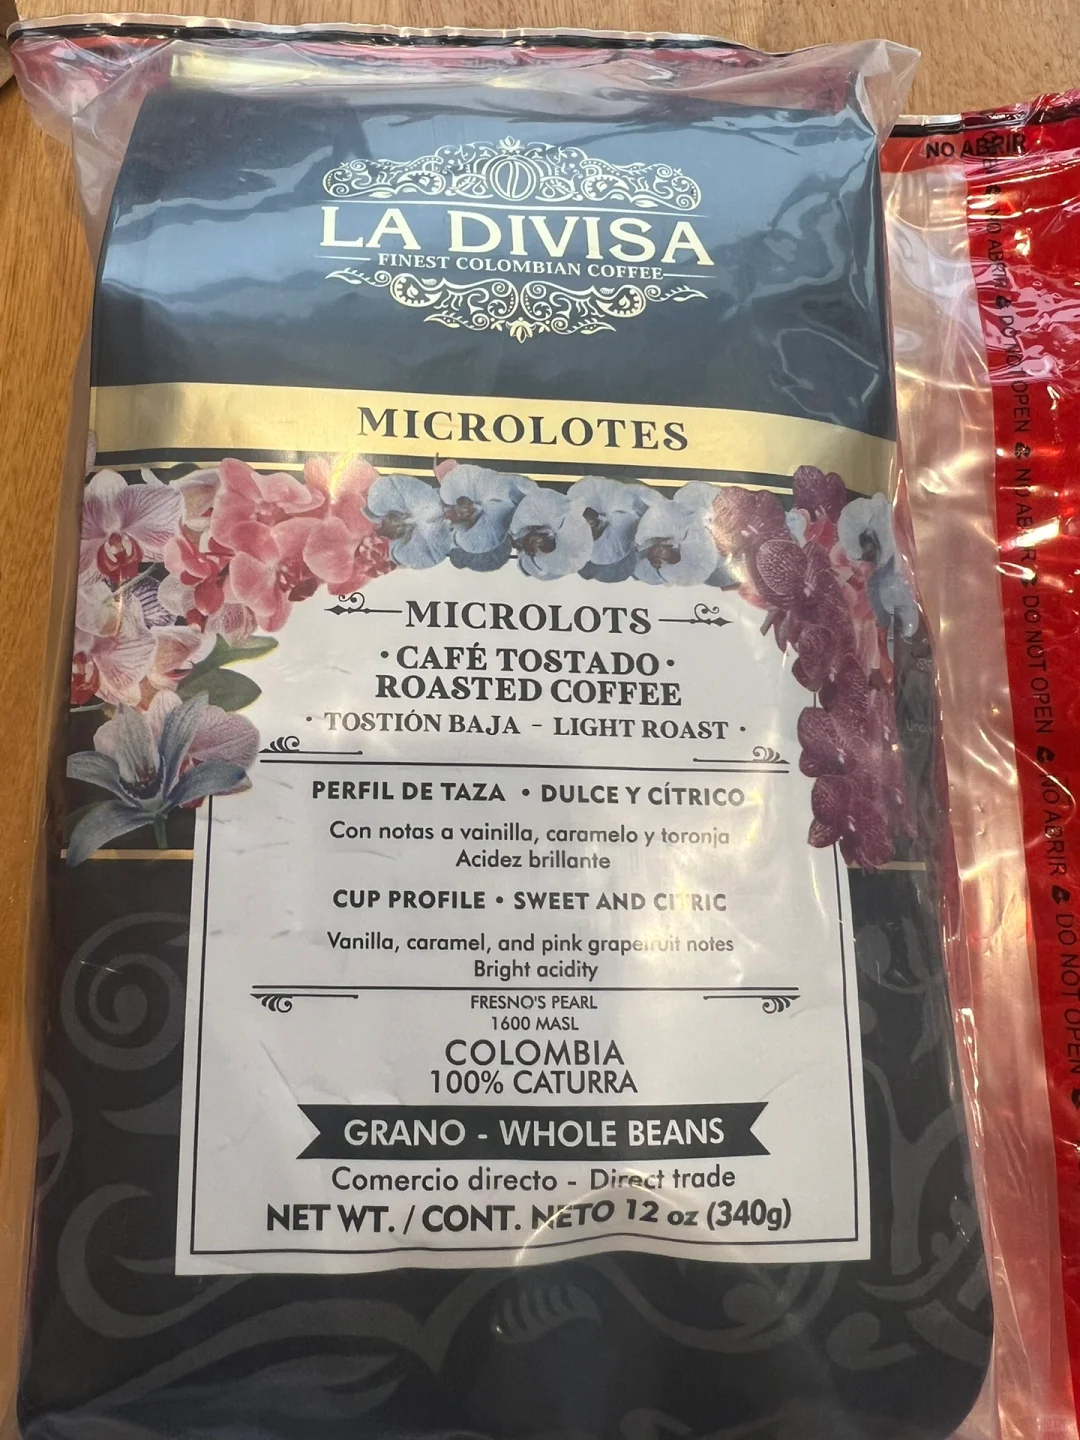 LA DIVISA
FINEST COLOMBIAN COFFEE
MICROLOTES
MICROLOTS
• CAFÉ TOSTADO •
ROASTED COFFEE
• TOSTIÓN BAJA - LIGHT ROAST •
PERFIL DE TAZA • DULCE Y CÍTRICO
Con notas a vainilla, caramelo y toronja
Acidez brillante
CUP PROFILE • SWEET AND CITRIC
Vanilla, caramel, and pink grapefruit notes
Bright acidity
FRESNO'S PEARL
1600 MASL
COLOMBIA
100% CATURRA
GRANO - WHOLE BEANS
Comercio directo - Direct trade
NET WT. / CONT. NETO 12 oz (340g)
NO ABRIR
OPEN NO ABRIR DO NOT OPEN NO ABRIR DO NOT OPEN NO ABRIR DO NOT OPEN